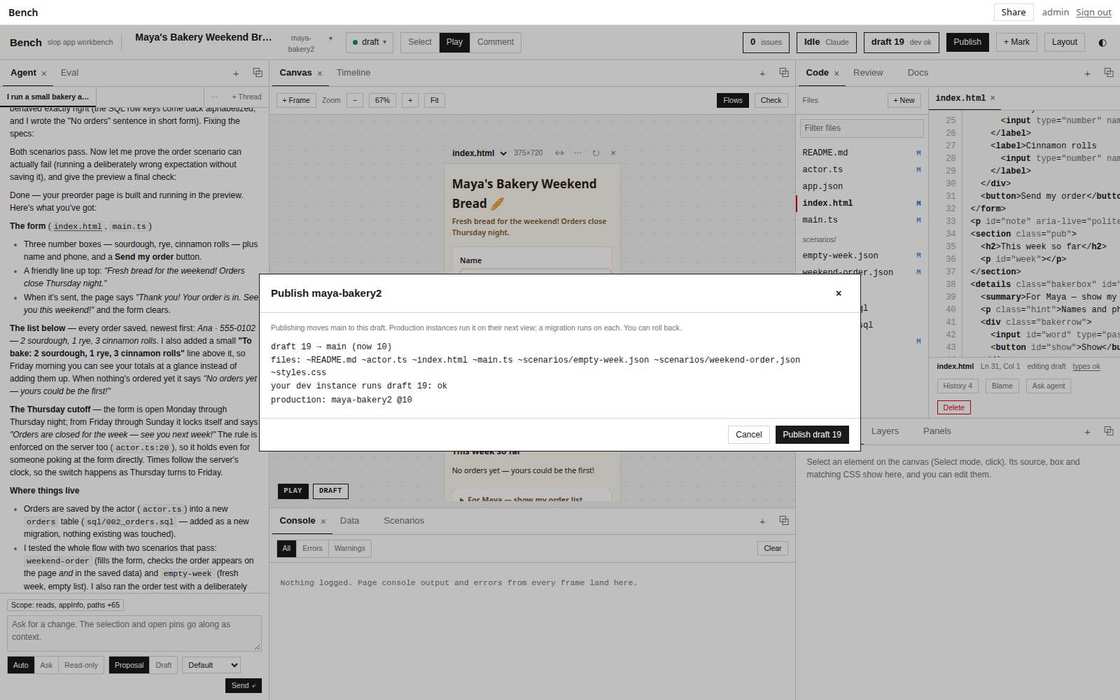 Bench
Share
admin
Sign out
Bench
slop app workbench
Maya's Bakery Weekend Br...
maya-
bakery2
draft
Select
Play
Comment
0 issues
Idle Claude
draft 19 dev ok
Publish
+ Mark
Layout
Agent ×
Eval
I run a small bakery a...
...
+ Thread
behaved exactly right (the SQL row keys come back alphabetized,
and I wrote the "No orders" sentence in short form). Fixing the
specs:
Both scenarios pass. Now let me prove the order scenario can
actually fail (running a deliberately wrong expectation without
saving it), and give the preview a final check:
Done — your preorder page is built and running in the preview.
Here's what you've got:
The form (index.html, main.ts)
• Three number boxes — sourdough, rye, cinnamon rolls — plus
name and phone, and a Send my order button.
• A friendly line up top: "Fresh bread for the weekend! Orders
close Thursday night."
• When it's sent, the page says "Thank you! Your order is in. See
you this weekend!" and the form clears.
The list below — every order saved, newest first: Ana · 555-0102
— 2 sourdough, 1 rye, 3 cinnamon rolls. I also added a small "To
bake: 2 sourdough, 1 rye, 3 cinnamon rolls" line above it, so
Friday morning you can see your totals at a glance instead of
adding them up. When nothing's ordered yet it says "No orders yet
— yours could be the first!"
The Thursday cutoff — the form is open Monday through
Thursday night; from Friday through Sunday it locks itself and says
"Orders are closed for the week — see you next week!" The rule is
enforced on the server too (actor.ts:20), so it holds even for
someone poking at the form directly. Times follow the server's
clock, so the switch happens as Thursday turns to Friday.
Where things live
• Orders are saved by the actor (actor.ts) into a new
orders table (sql/002_orders.sql — added as a new
migration, nothing existing was touched).
• I tested the whole flow with two scenarios that pass:
weekend-order (fills the form, checks the order appears on
the page and in the saved data) and empty-week (fresh
week, empty list). I also ran the order test with a deliberately
Scope: reads, appInfo, paths +65
Ask for a change. The selection and open pins go along as
context.
Auto
Ask
Read-only
Proposal
Draft
Default
Send
Canvas ×
Timeline
+ Frame
Zoom
−
67%
+
Fit
Flows
Check
index.html
375×720
Maya's Bakery Weekend
Bread
Fresh bread for the weekend! Orders close
Thursday night.
Name
Publish maya-bakery2
×
Publishing moves main to this draft. Production instances run it on their next view; a migration runs on each. You can roll back.
draft 19 → main (now 10)
files: ~README.md ~actor.ts ~index.html ~main.ts ~scenarios/empty-week.json ~scenarios/weekend-order.json
~styles.css
your dev instance runs draft 19: ok
production: maya-bakery2 @10
Cancel
Publish draft 19
This week so far
No orders yet — yours could be the first!
For Maya — show my order list
PLAY
DRAFT
Console ×
Data
Scenarios
All
Errors
Warnings
Clear
Nothing logged. Page console output and errors from every frame land here.
Code ×
Review
Docs
Files
+ New
Filter files
README.md M
actor.ts M
app.json
index.html M
main.ts M
scenarios/
empty-week.json M
weekend-order.json M
M
index.html ×
25 <input type="number" nam
26 </label>
27 <label>Cinnamon rolls
28 <input type="number" nam
29 </label>
30 </div>
31 <button>Send my order</button>
32 </form>
33 <p id="note" aria-live="polite
34 <section class="pub">
35 <h2>This week so far</h2>
36 <p id="week"></p>
37 </section>
38 <details class="bakerbox" id="
39 <summary>For Maya — show my
40 <p class="hint">Names and ph
41 <div class="bakerrow">
42 <input id="word" type="pas
43 <button id="show">Show</bu
index.html
Ln 31, Col 1
editing draft
types ok
History 4
Blame
Ask agent
Delete
Layers
Panels
Select an element on the canvas (Select mode, click). Its source, box and
matching CSS show here, and you can edit them.